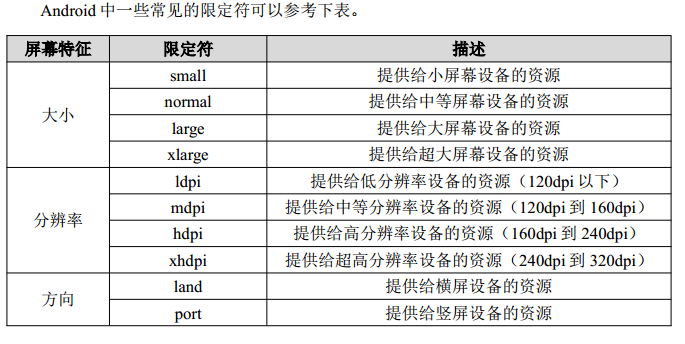 Android 中一些常见的限定符可以参考下表。
屏幕特征 限定符 描述
大小 small 提供给小屏幕设备的资源
normal 提供给中等屏幕设备的资源
large 提供给大屏幕设备的资源
xlarge 提供给超大屏幕设备的资源
分辨率 ldpi 提供给低分辨率设备的资源（120dpi 以下）
mdpi 提供给中等分辨率设备的资源（120dpi 到 160dpi）
hdpi 提供给高分辨率设备的资源（160dpi 到 240dpi）
xhdpi 提供给超高分辨率设备的资源（240dpi 到 320dpi）
方向 land 提供给横屏设备的资源
port 提供给竖屏设备的资源